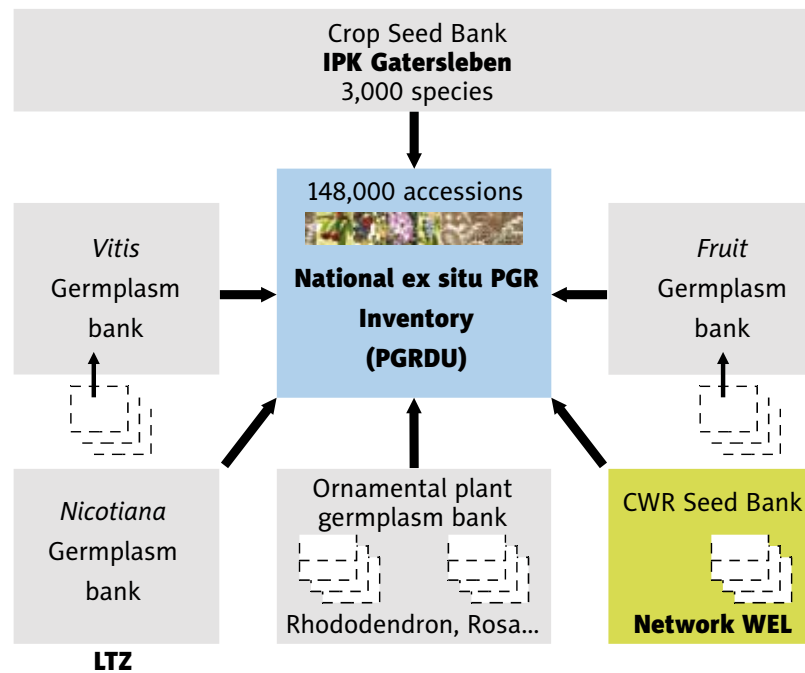 Crop Seed Bank
IPK Gatersleben
3,000 species
148,000 accessions
National ex situ PGR
Inventory
(PGRDU)
Vitis
Germplasm
bank
Fruit
Germplasm
bank
Nicotiana
Germplasm
bank
LTZ
Ornamental plant
germplasm bank
Rhododendron, Rosa...
CWR Seed Bank
Network WEL